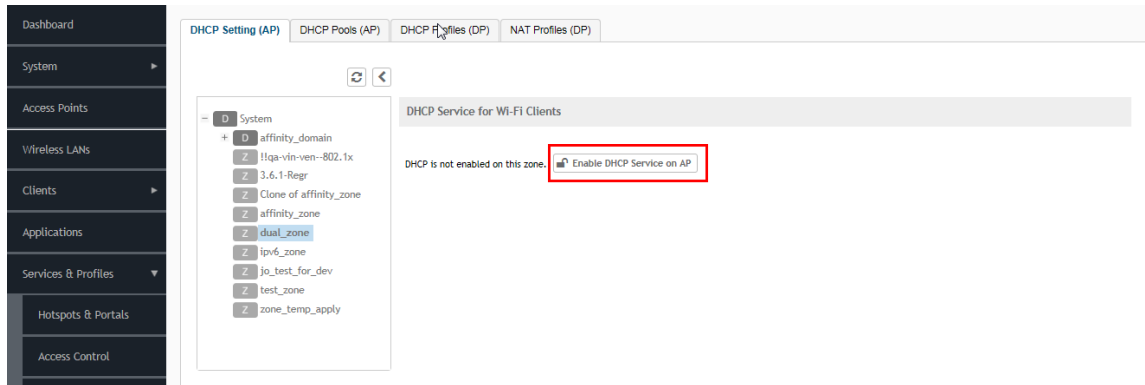 Dashboard
System
Access Points
Wireless LANs
Clients
Applications
Services & Profiles
Hotspots & Portals
Access Control
DHCP Setting (AP)
DHCP Pools (AP)
DHCP (DP)
NAT Profiles (DP)
D System
D affinity_domain
Z !!qa-vin-ven--802.1x
Z 3.6.1-Regr
Z Clone of affinity_zone
Z affinity_zone
Z dual_zone
Z ipv6_zone
Z jo_test_for_dev
Z test_zone
Z zone_temp_apply
DHCP Service for Wi-Fi Clients
DHCP is not enabled on this zone. Enable DHCP Service on AP